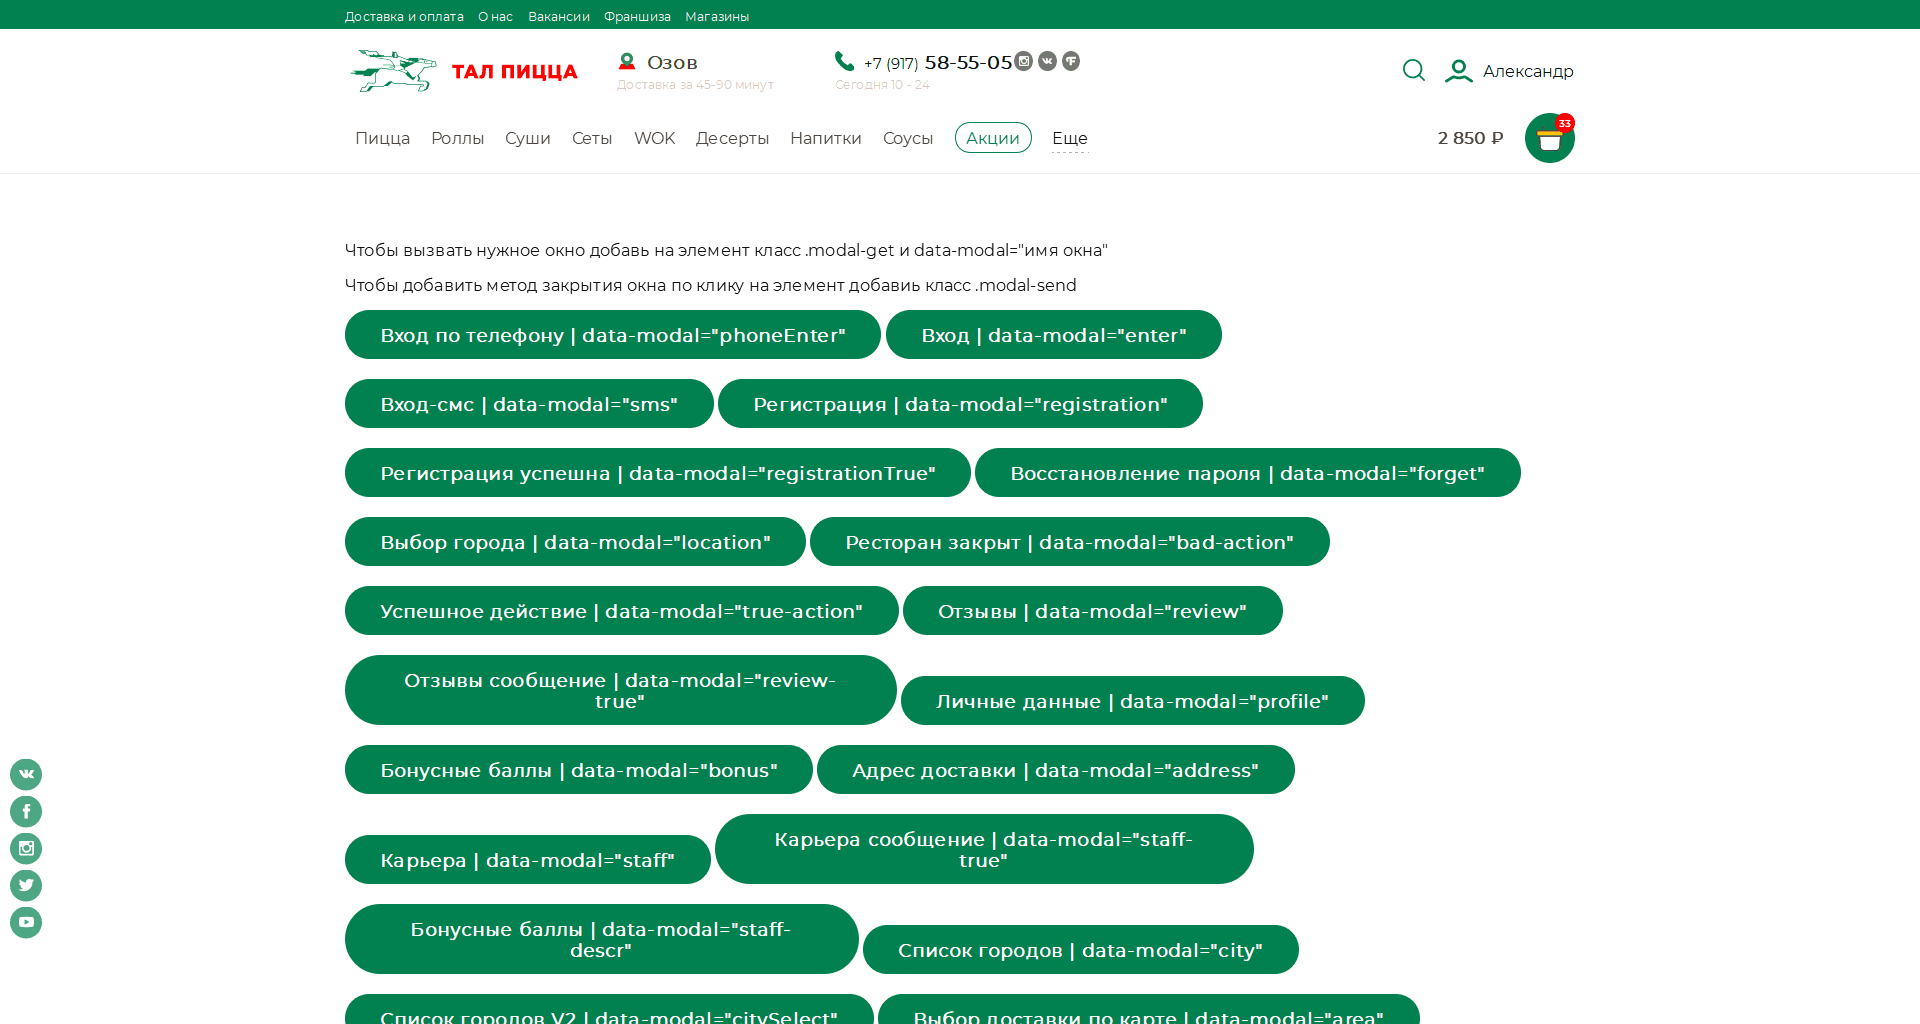 Доставка и оплата О нас Вакансии Франшиза Магазины
ТАЛ ПИЦЦА
Озов
Доставка за 45-90 минут
+7 (917) 58-55-05
Сегодня 10 - 24
Александр
Пицца Роллы Суши Сеты WOK Десерты Напитки Соусы Акции Еще
2 850 ₽
33
Чтобы вызвать нужное окно добавь на элемент класс .modal-get и data-modal="имя окна"
Чтобы добавить метод закрытия окна по клику на элемент добавиь класс .modal-send
Вход по телефону | data-modal="phoneEnter" Вход | data-modal="enter"
Вход-смс | data-modal="sms" Регистрация | data-modal="registration"
Регистрация успешна | data-modal="registrationTrue" Восстановление пароля | data-modal="forget"
Выбор города | data-modal="location" Ресторан закрыт | data-modal="bad-action"
Успешное действие | data-modal="true-action" Отзывы | data-modal="review"
Отзывы сообщение | data-modal="review-
true"
Личные данные | data-modal="profile"
Бонусные баллы | data-modal="bonus" Адрес доставки | data-modal="address"
Карьера | data-modal="staff"
Карьера сообщение | data-modal="staff-
true"
Бонусные баллы | data-modal="staff-
descr"
Список городов | data-modal="city"
Список городов V2 | data-modal="citySelect" Выбор доставки по карте | data-modal="area"